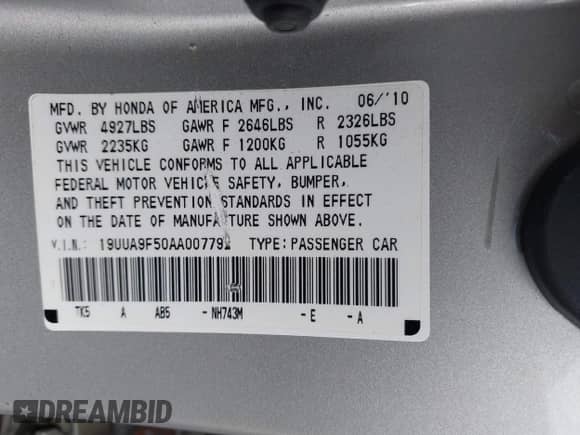 MFD. BY HONDA OF AMERICA MFG., INC. 06/'10
GVWR 4927LBS GAWR F 2646LBS R 2326LBS
GVWR 2235KG GAWR F 1200KG R 1055KG
THIS VEHICLE CONFORMS TO ALL APPLICABLE
FEDERAL MOTOR VEHICLE SAFETY, BUMPER,
AND THEFT PREVENTION STANDARDS IN EFFECT
ON THE DATE OF MANUFACTURE SHOWN ABOVE.
V.I.N.: 19UUA9F50AA007792 TYPE:PASSENGER CAR
TK5 A AB5 - NH743M - E - A
DREAMBID